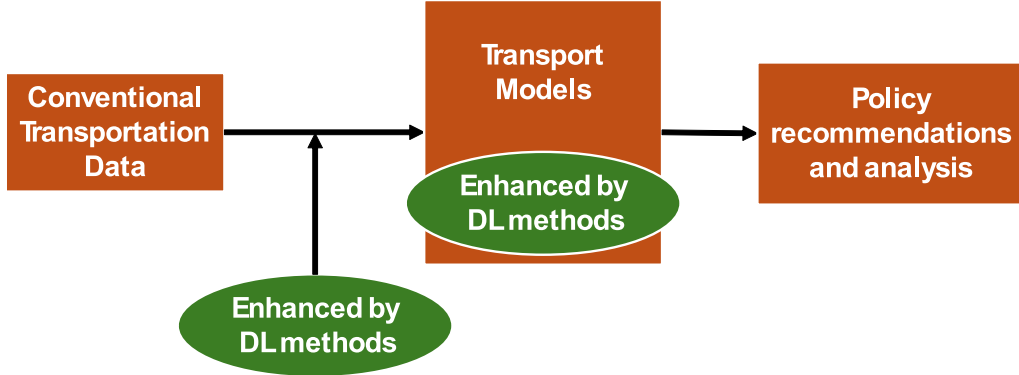 Conventional
Transportation
Data
Transport
Models
Enhanced by
DL methods
Policy
recommendations
and analysis
Enhanced by
DL methods